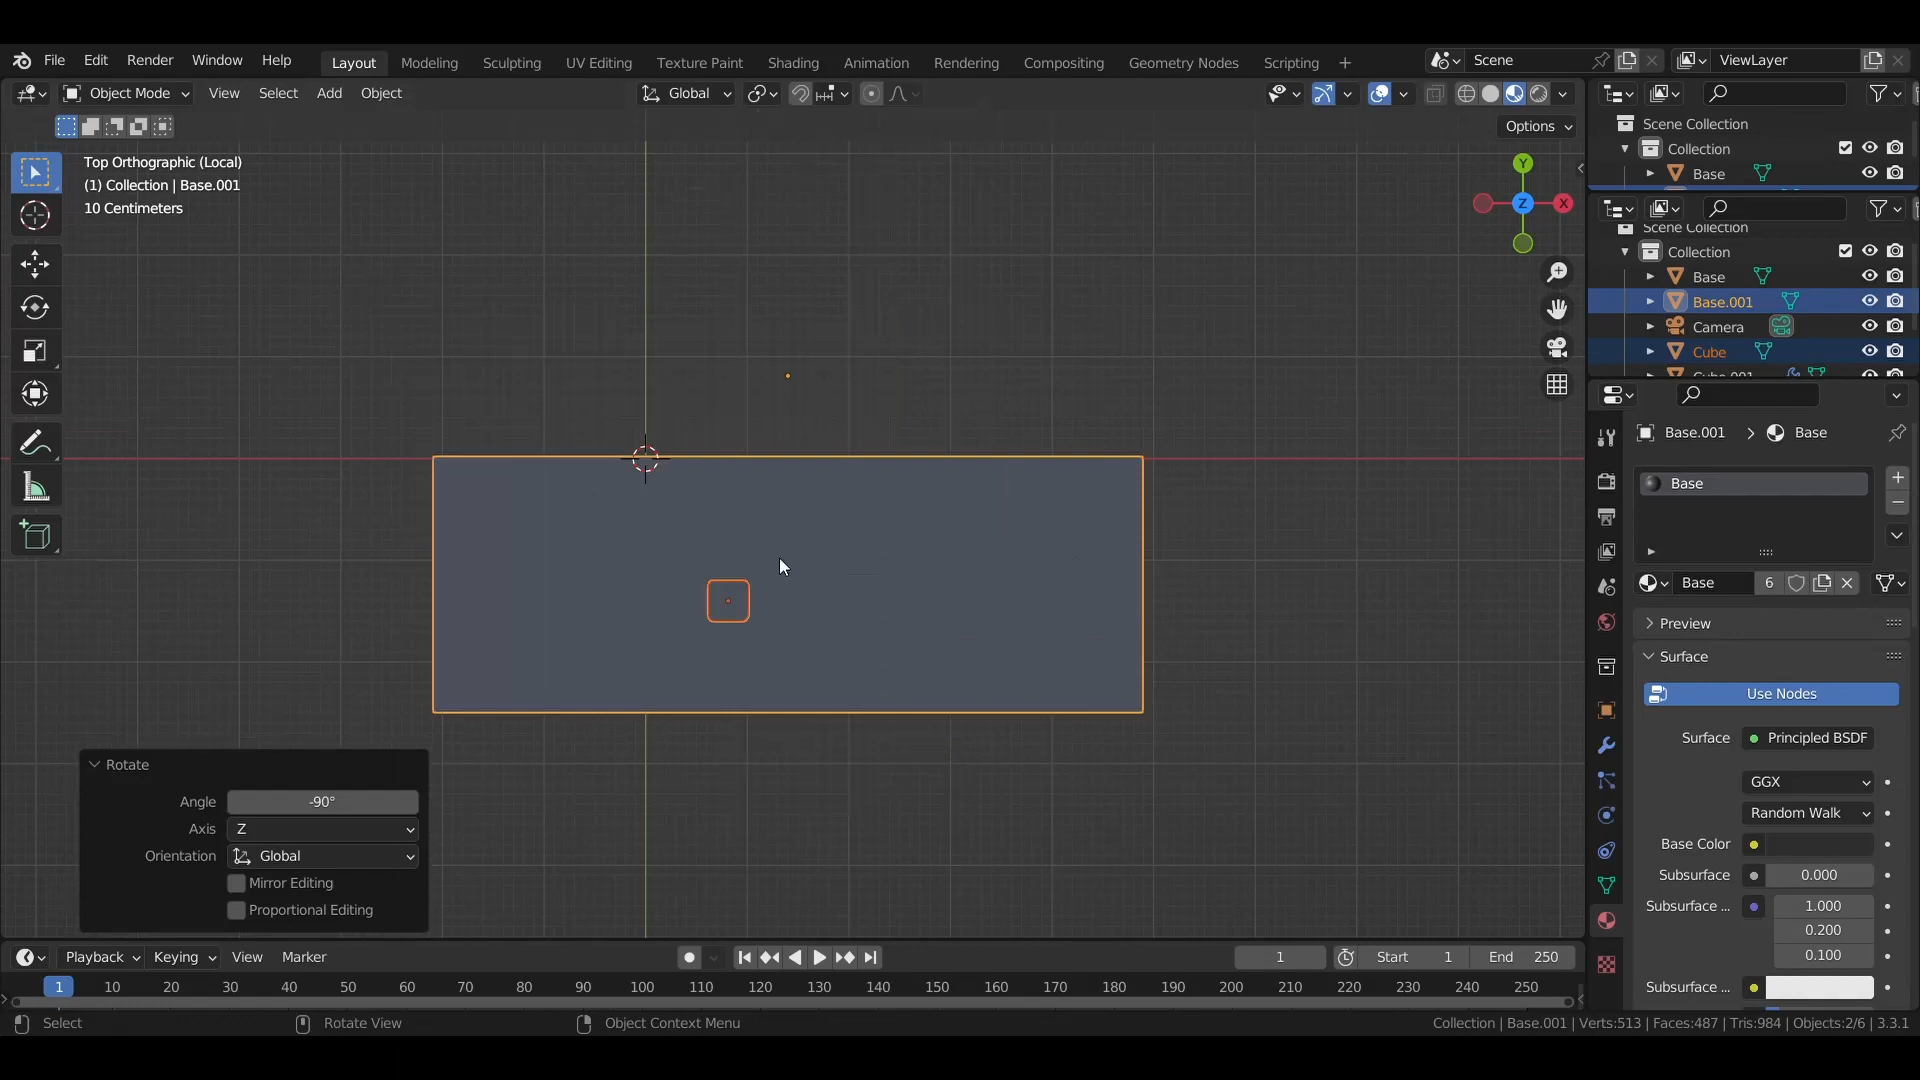 File Edit Render Window Help Layout Modeling Sculpting UV Editing Texture Paint Shading Animation Rendering Compositing Geometry Nodes Scripting + Scene ViewLayer
Object Mode View Select Add Object Global
Options
Top Orthographic (Local)
(1) Collection | Base.001
10 Centimeters
Y
Z
X
Scene Collection
Collection
Base
Scene Collection
Collection
Base
Base.001
Camera
Cube
Cube.001
Base.001 > Base
Base
Base 6
Preview
Surface
Use Nodes
Surface Principled BSDF
GGX
Random Walk
Base Color
Subsurface 0.000
Subsurface ... 1.000
0.200
0.100
Subsurface ...
Rotate
Angle -90°
Axis Z
Orientation Global
Mirror Editing
Proportional Editing
Playback Keying View Marker 1 Start 1 End 250
1 10 20 30 40 50 60 70 80 90 100 110 120 130 140 150 160 170 180 190 200 210 220 230 240 250
Select Rotate View Object Context Menu Collection | Base.001 | Verts:513 | Faces:487 | Tris:984 | Objects:2/6 | 3.3.1